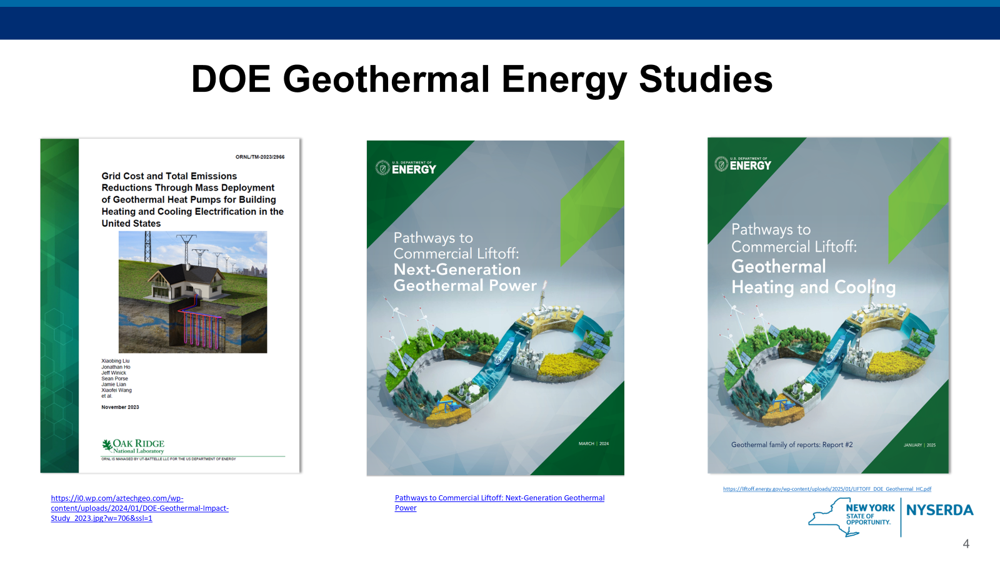 DOE Geothermal Energy Studies
ORNL/TM-2023/2966
Grid Cost and Total Emissions
Reductions Through Mass Deployment
of Geothermal Heat Pumps for Building
Heating and Cooling Electrification in the
United States
Xiaobing Liu
Jonathan Ho
Jeff Winick
Sean Porse
Jamie Lian
Xiaofei Wang
et al.
November 2023
OAK RIDGE
National Laboratory
ORNL IS MANAGED BY UT-BATTELLE LLC FOR THE US DEPARTMENT OF ENERGY
https://i0.wp.com/aztechgeo.com/wp-
content/uploads/2024/01/DOE-Geothermal-Impact-
Study_2023.jpg?w=706&ssl=1
U.S. DEPARTMENT OF
ENERGY
Pathways to
Commercial Liftoff:
Next-Generation
Geothermal Power
MARCH | 2024
Pathways to Commercial Liftoff: Next-Generation Geothermal
Power
U.S. DEPARTMENT OF
ENERGY
Pathways to
Commercial Liftoff:
Geothermal
Heating and Cooling
Geothermal family of reports: Report #2
JANUARY | 2025
https://liftoff.energy.gov/wp-content/uploads/2025/01/LIFTOFF_DOE_Geothermal_HC.pdf
NEW YORK
STATE OF
OPPORTUNITY.
NYSERDA
4